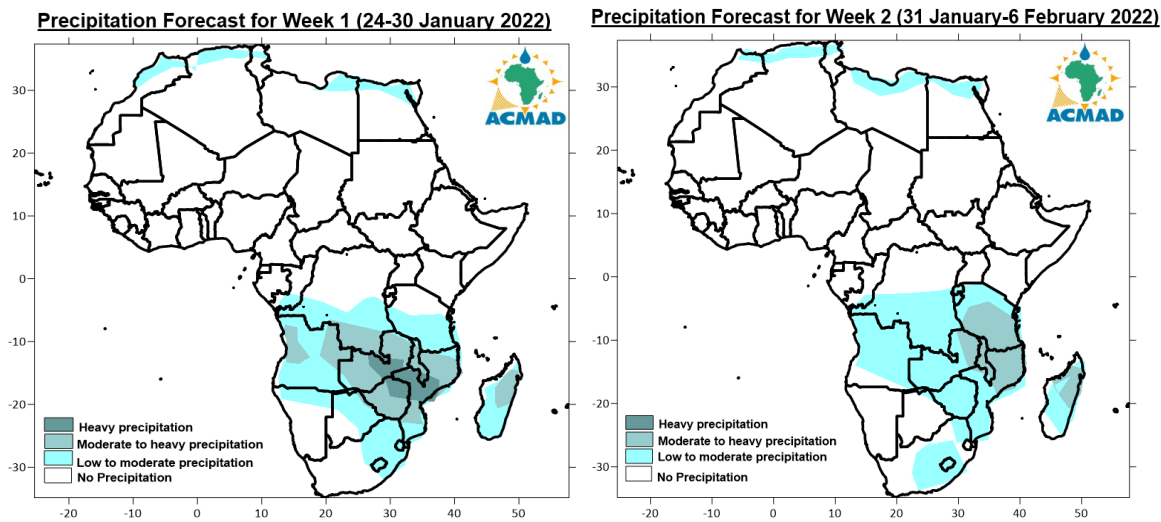 Precipitation Forecast for Week 1 (24-30 January 2022)
30
20
10
0
-10
-20
-30
-20
-10
0
10
20
30
40
50
ACMAD
Heavy precipitation
Moderate to heavy precipitation
Low to moderate precipitation
No Precipitation
Precipitation Forecast for Week 2 (31 January-6 February 2022)
30
20
10
0
-10
-20
-30
-20
-10
0
10
20
30
40
50
ACMAD
Heavy precipitation
Moderate to heavy precipitation
Low to moderate precipitation
No Precipitation